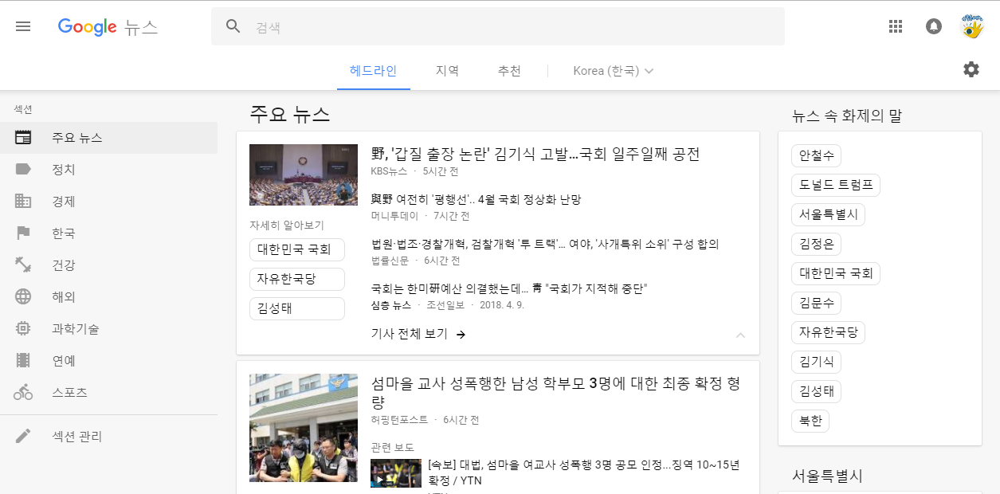 Google 뉴스
검색
헤드라인
지역
추천
Korea (한국)
섹션
주요 뉴스
정치
경제
한국
건강
해외
과학기술
연예
스포츠
섹션 관리
주요 뉴스
野, '갑질 출장 논란' 김기식 고발...국회 일주일째 공전
KBS뉴스 · 5시간 전
與野 여전히 '평행선'.. 4월 국회 정상화 난망
머니투데이 · 7시간 전
법원·법조·경찰개혁, 검찰개혁 '투 트랙'... 여야, '사개특위 소위' 구성 합의
법률신문 · 6시간 전
국회는 한미硏예산 의결했는데... 靑 "국회가 지적해 중단"
심층 뉴스 · 조선일보 · 2018. 4. 9.
기사 전체 보기
자세히 알아보기
대한민국 국회
자유한국당
김성태
섬마을 교사 성폭행한 남성 학부모 3명에 대한 최종 확정 형
량
허핑턴포스트 · 6시간 전
관련 보도
[속보] 대법, 섬마을 여교사 성폭행 3명 공모 인정...징역 10~15년
확정 / YTN
뉴스 속 화제의 말
안철수
도널드 트럼프
서울특별시
김정은
대한민국 국회
김문수
자유한국당
김기식
김성태
북한
서울특별시